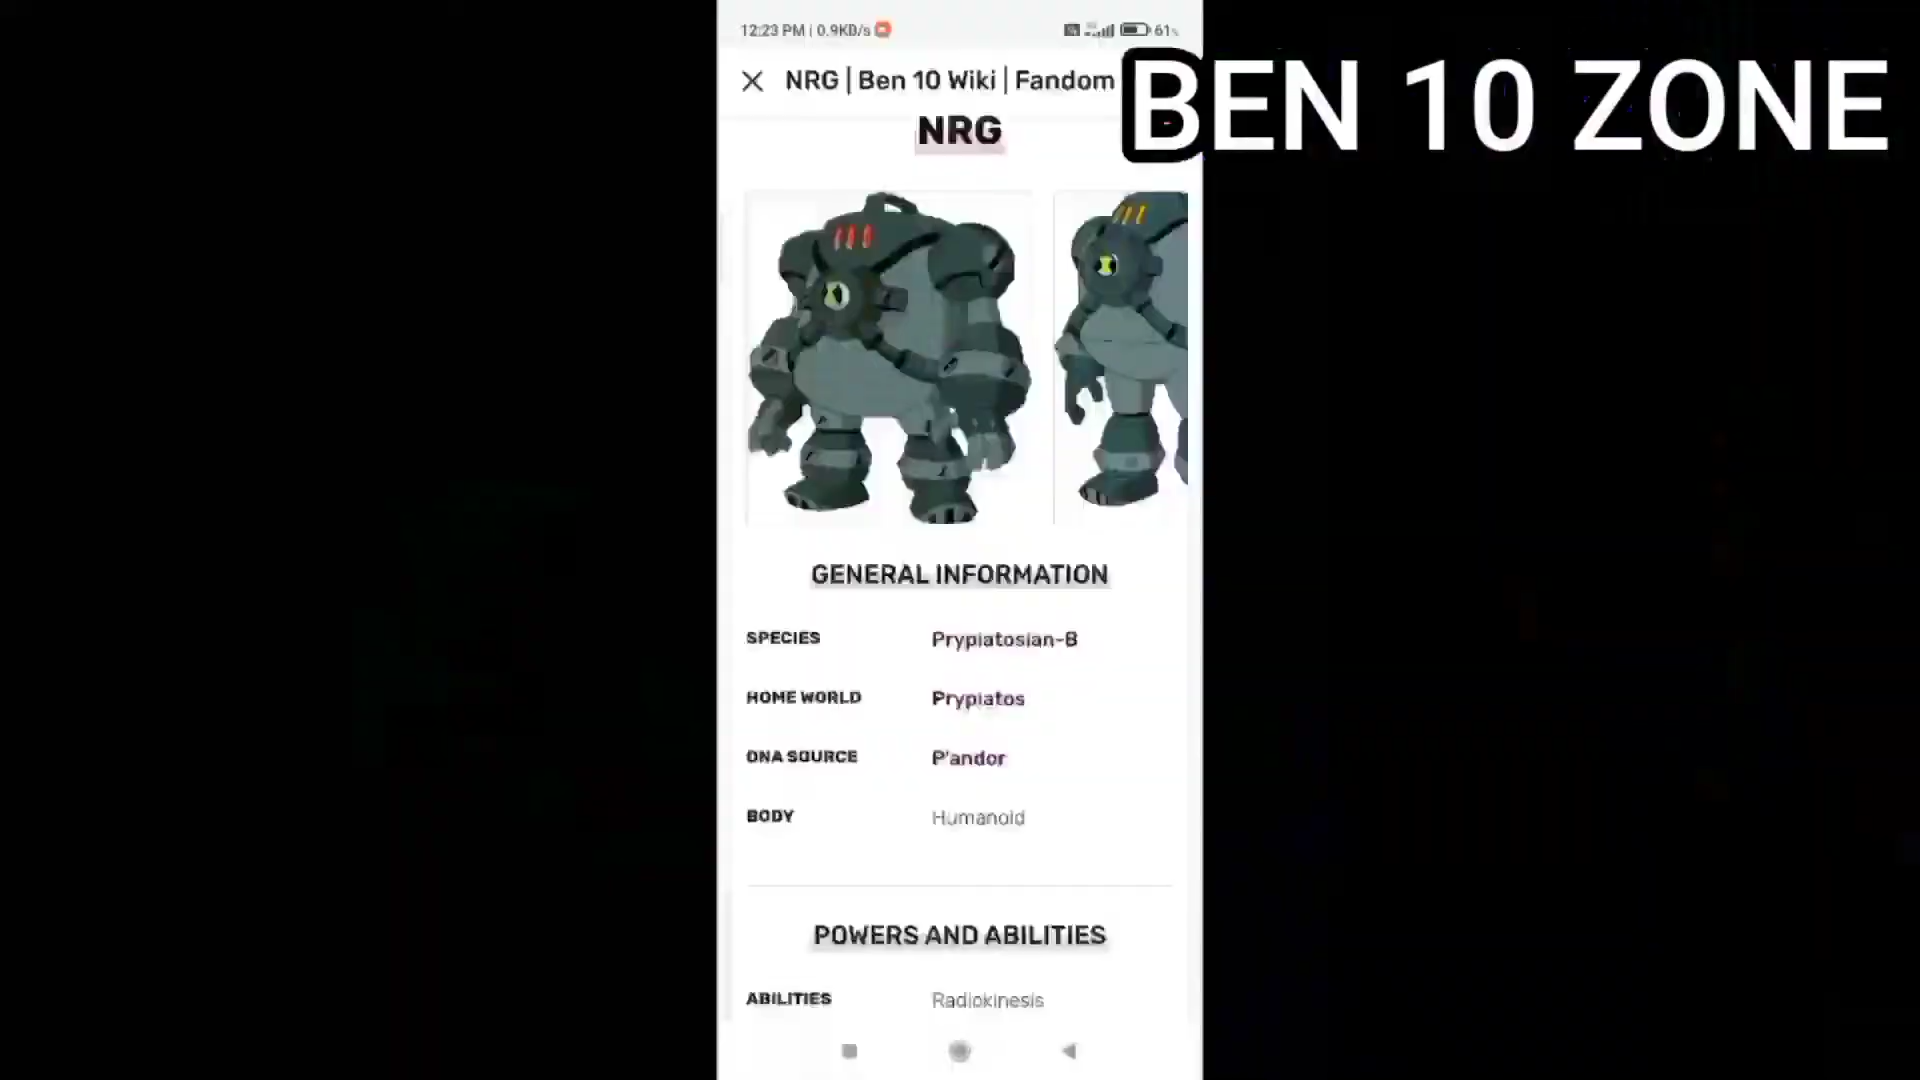 12:23 PM | 0.9KB/s
61%
NRG | Ben 10 Wiki | Fandom
BEN 10 ZONE
NRG
GENERAL INFORMATION
SPECIES Prypiatosian-B
HOME WORLD Prypiatos
DNA SOURCE P'andor
BODY Humanoid
POWERS AND ABILITIES
ABILITIES Radiokinesis